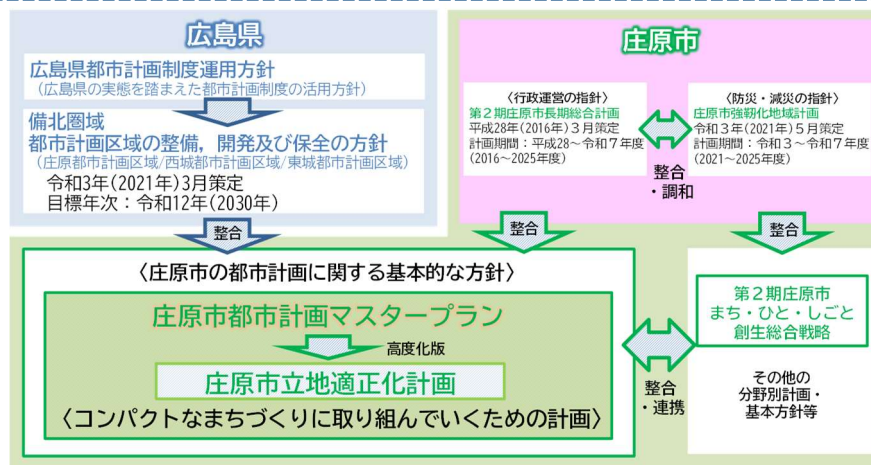 広島県
広島県都市計画制度運用方針
(広島県の実態を踏まえた都市計画制度の活用方針)
備北圏域
都市計画区域の整備，開発及び保全の方針
(庄原都市計画区域/西城都市計画区域/東城都市計画区域)
令和3年(2021年)3月策定
目標年次：令和12年(2030年)
整合
庄原市
〈行政運営の指針〉
第2期庄原市長期総合計画
平成28年(2016年)3月策定
計画期間：平成28～令和7年度
(2016～2025年度)
整合
・調和
〈防災・減災の指針〉
庄原市強靭化地域計画
令和3年(2021年)5月策定
計画期間：令和3～令和7年度
(2021～2025年度)
整合
整合
〈庄原市の都市計画に関する基本的な方針〉
庄原市都市計画マスタープラン
高度化版
庄原市立地適正化計画
〈コンパクトなまちづくりに取り組んでいくための計画〉
整合
・連携
第2期庄原市
まち・ひと・しごと
創生総合戦略
その他の
分野別計画・
基本方針等